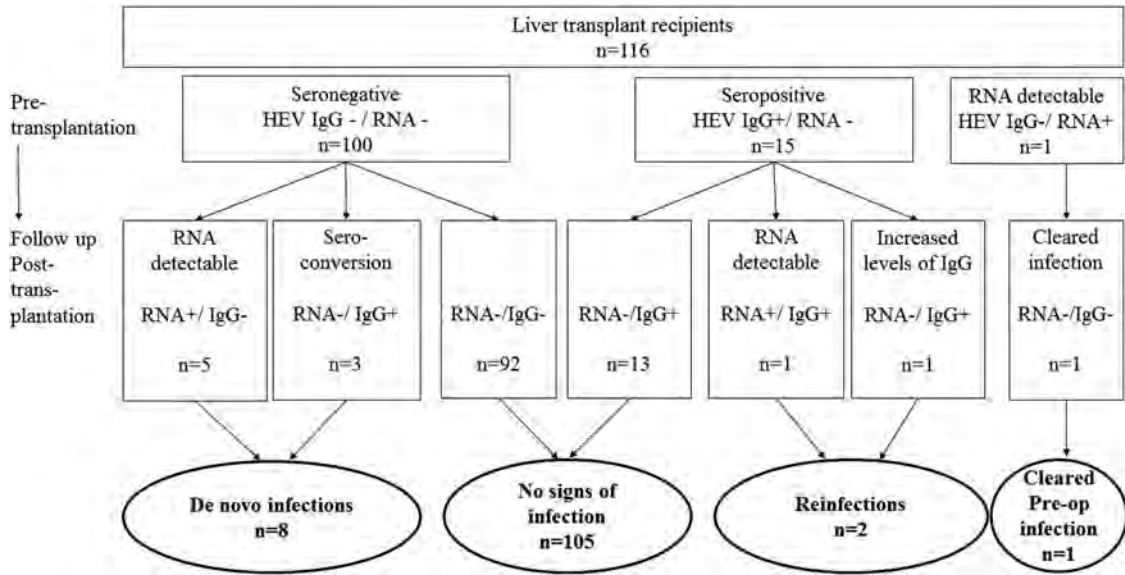 Liver transplant recipients
n=116
Pre-
transplantation
Seronegative
HEV IgG - / RNA -
n=100
Seropositive
HEV IgG+/ RNA -
n=15
RNA detectable
HEV IgG-/ RNA+
n=1
Follow up
Post-
trans-
plantation
RNA
detectable
RNA+/ IgG-
n=5
Sero-
conversion
RNA-/ IgG+
n=3
RNA-/IgG-
n=92
RNA-/IgG+
n=13
RNA
detectable
RNA+/ IgG+
n=1
Increased
levels of IgG
RNA-/ IgG+
n=1
Cleared
infection
RNA-/IgG-
n=1
De novo infections
n=8
No signs of
infection
n=105
Reinfections
n=2
Cleared
Pre-op
infection
n=1